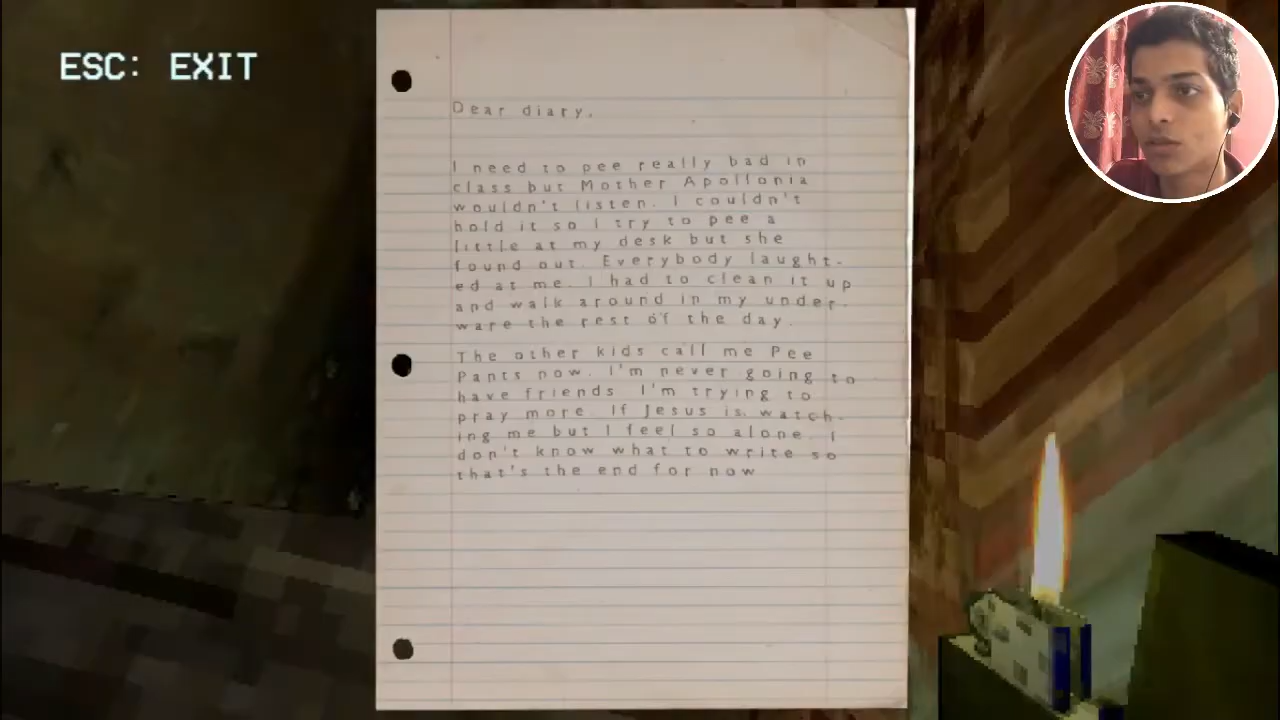 ESC: EXIT
Dear diary,
I need to pee really bad in
class but Mother Apollonia
wouldn't listen. I couldn't
hold it so I try to pee a
little at my desk but she
found out. Everybody laught-
ed at me. I had to clean it up
and walk around in my under-
ware the rest of the day.
The other kids call me Pee
Pants now. I'm never going to
have friends. I'm trying to
pray more. If Jesus is watch-
ing me but I feel so alone. I
don't know what to write so
that's the end for now